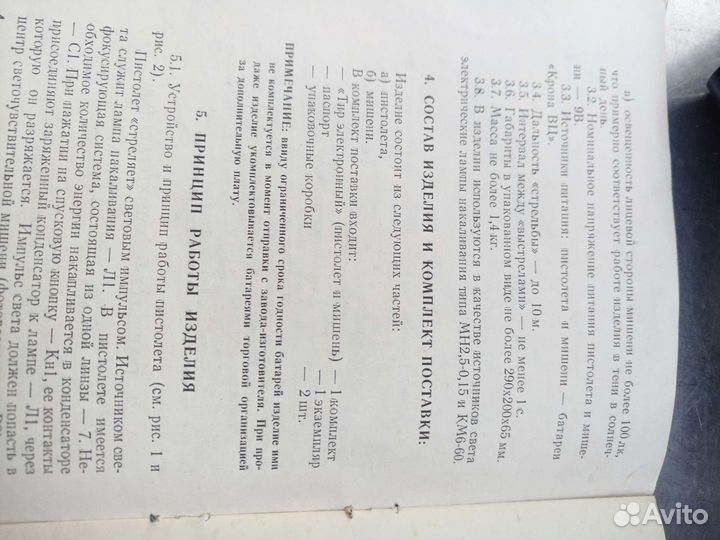 в) освещенность лицевой стороны мишени не более 100 лк,
что примерно соответствует работе изделия в тени в солнеч-
ный день.
3.2. Номинальное напряжение питания пистолета и мише-
ни — 9В.
3.3. Источники питания: пистолета и мишени — батареи
«Крона ВЦ».
3.4. Дальность «стрельбы» — до 10 м.
3.5. Интервал между «выстрелами» — не менее 1 с.
3.6. Габариты в упакованном виде не более 290х200х65 мм.
3.7. Масса не более 1,4 кг.
3.8. В изделии используются в качестве источников света
электрические лампы накаливания типа МН2,5-0,15 и КМ6-60.
4. СОСТАВ ИЗДЕЛИЯ И КОМПЛЕКТ ПОСТАВКИ:
Изделие состоит из следующих частей:
а) пистолета,
б) мишени.
В комплект поставки входит:
— «Тир электронный» (пистолет и мишень) — 1 комплект
— паспорт — 1 экземпляр
— упаковочные коробки — 2 шт.
ПРИМЕЧАНИЕ: ввиду ограниченного срока годности батарей изделие ими
не комплектуется в момент отправки с завода-изготовителя. При про-
даже изделие укомплектовывается батареями торговой организацией
за дополнительную плату.
5. ПРИНЦИП РАБОТЫ ИЗДЕЛИЯ
5.1. Устройство и принцип работы пистолета (см. рис. 1 и
рис. 2).
Пистолет «стреляет» световым импульсом. Источником све-
та служит лампа накаливания — Л1. В пистолете имеется
фокусирующая система, состоящая из одной линзы — 7. Не-
обходимое количество энергии накапливается в конденсаторе
— С1. При нажатии на спусковую кнопку — Кн1, ее контакты
присоединяют заряженный конденсатор к лампе — Л1, через
которую он разряжается. Импульс света должен попасть в
центр светочувствительной мишени
Avito